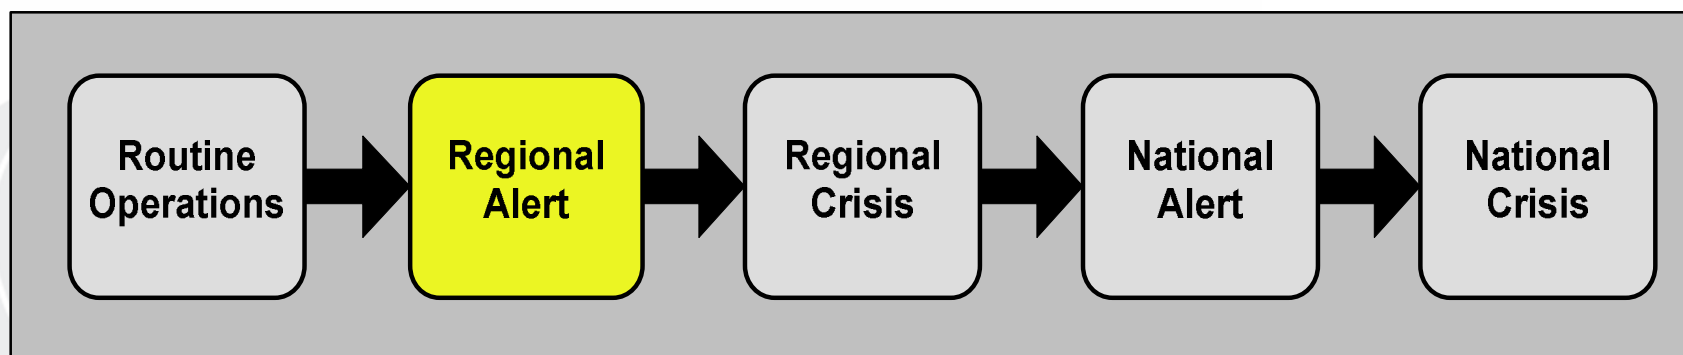 Routine
Operations
Regional
Alert
Regional
Crisis
National
Alert
National
Crisis